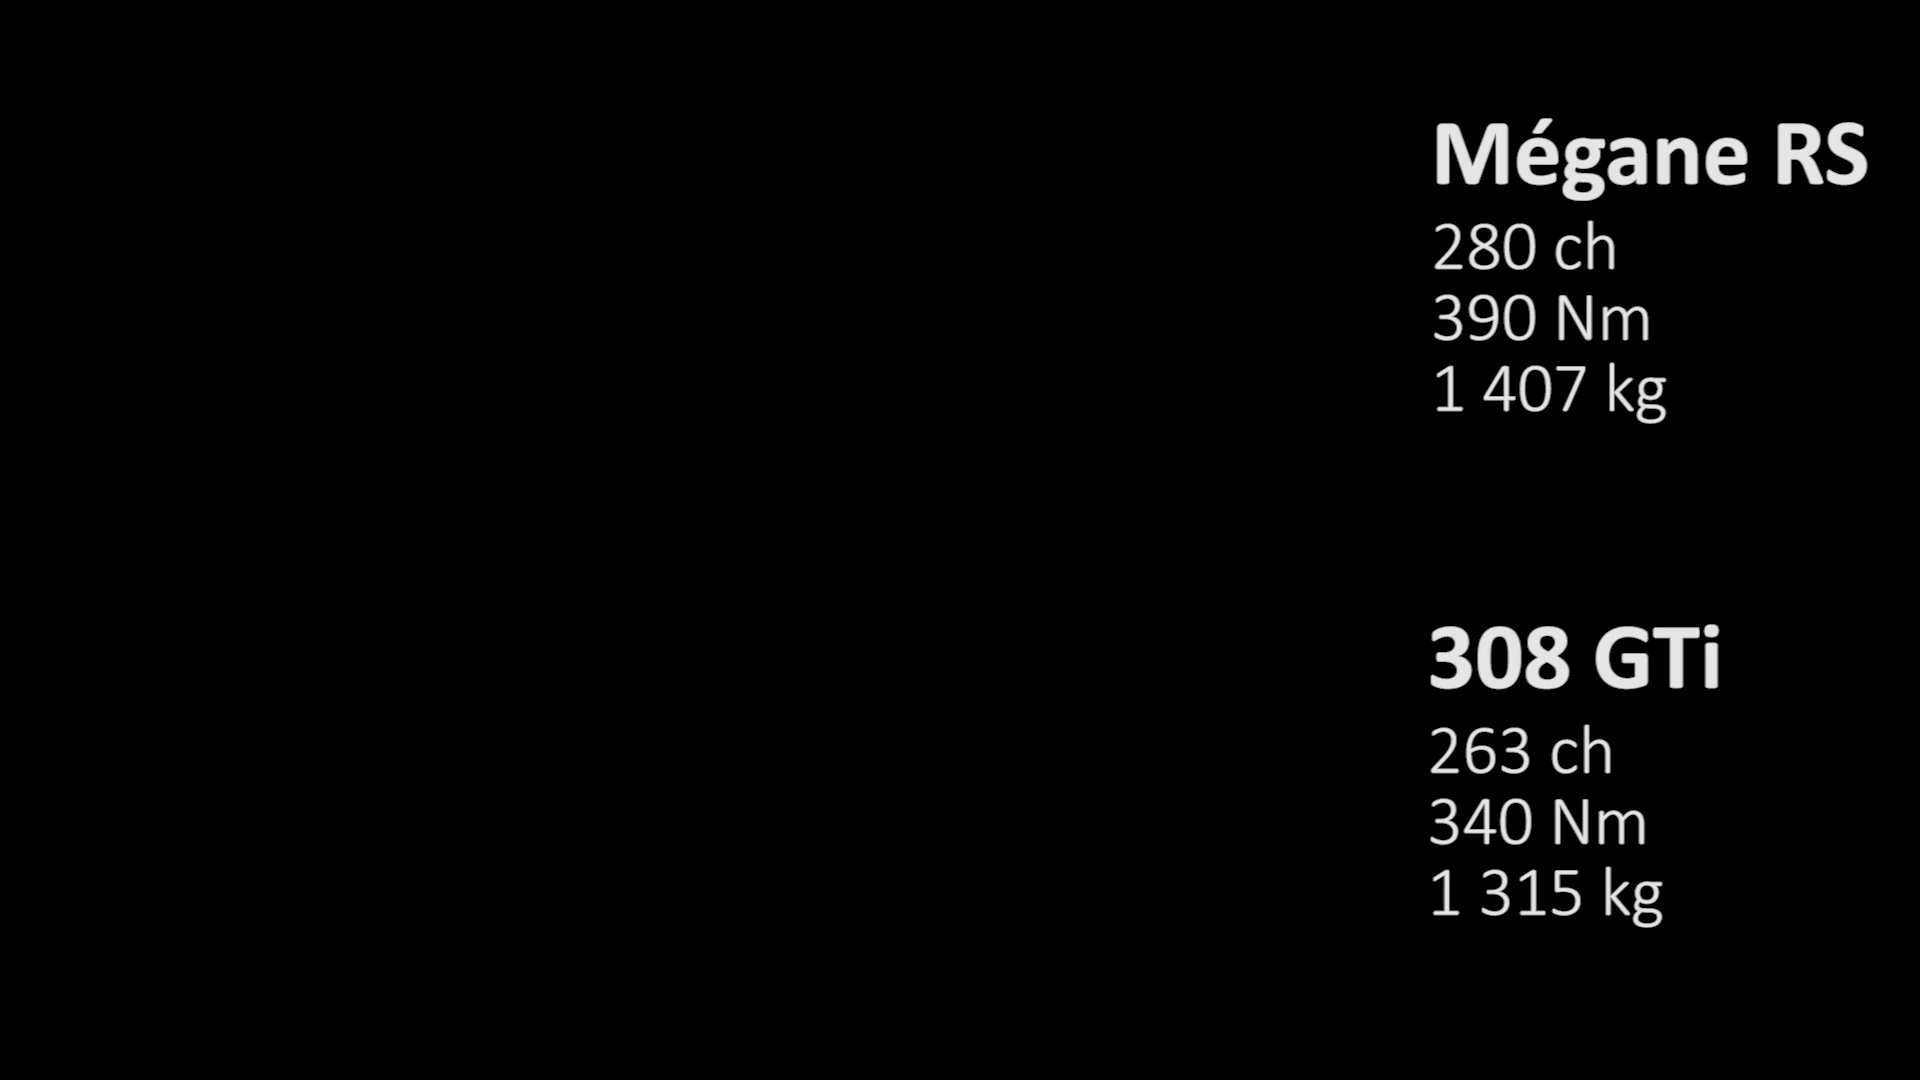 Mégane RS
280 ch
390 Nm
1 407 kg
308 GTi
263 ch
340 Nm
1 315 kg